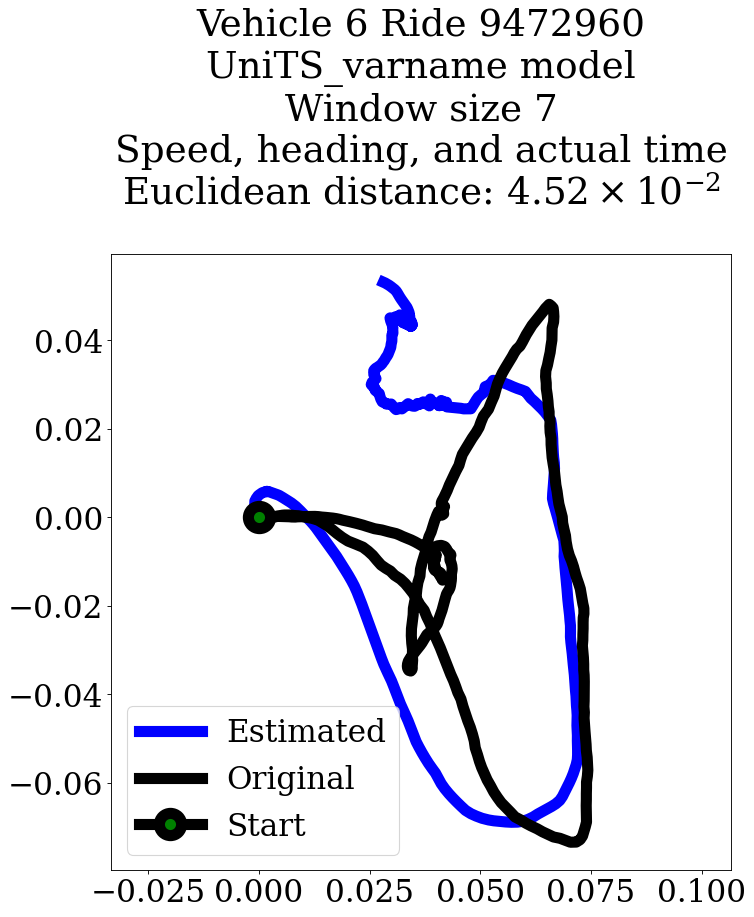 Vehicle 6 Ride 9472960
UniTS_varname model
Window size 7
Speed, heading, and actual time
Euclidean distance: 4.52 × 10⁻²
0.04
0.02
0.00
−0.02
−0.04
−0.06
Estimated
Original
Start
−0.025 0.000 0.025 0.050 0.075 0.100